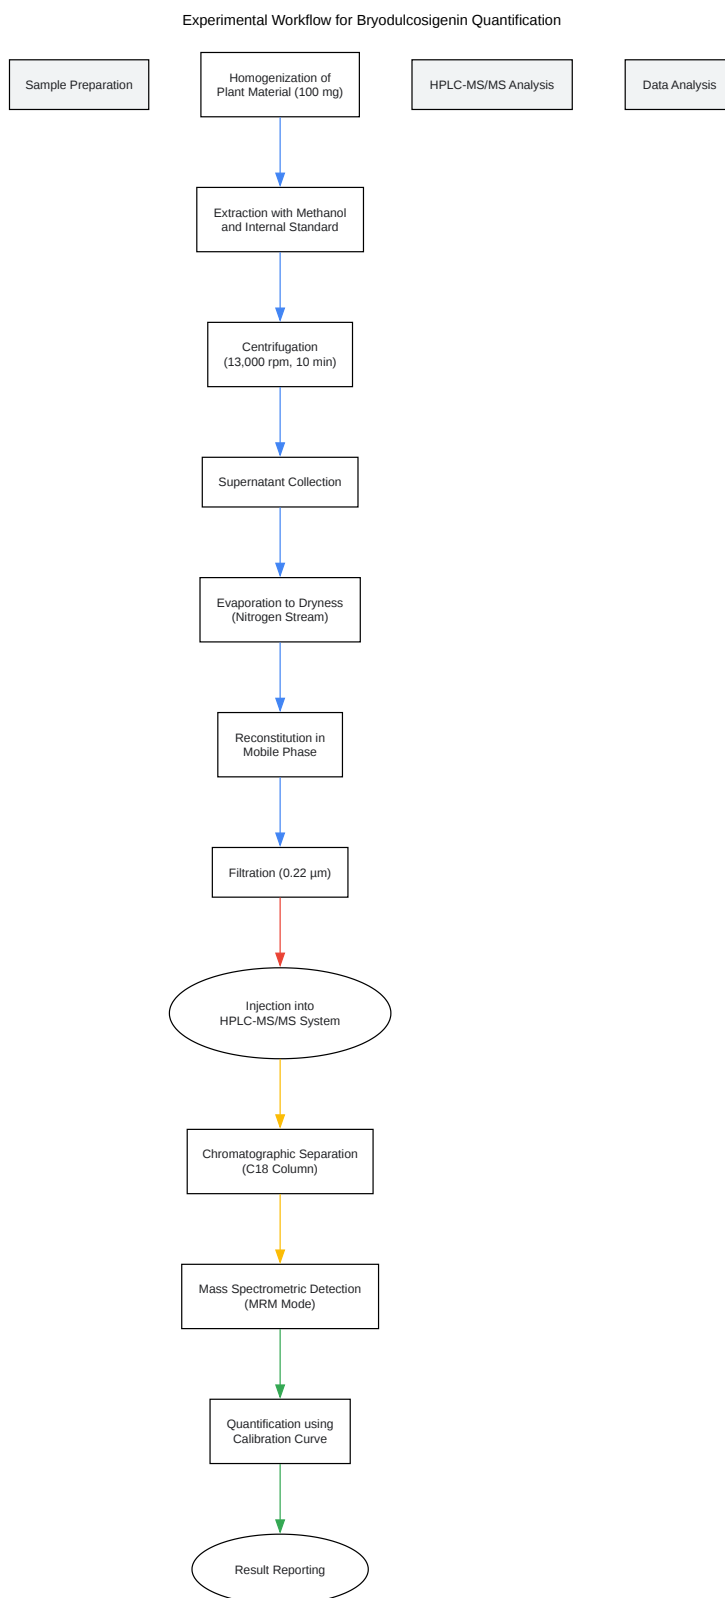 Experimental Workflow for Bryodulcosigenin Quantification
Sample Preparation
Homogenization of
Plant Material (100 mg)
HPLC-MS/MS Analysis
Data Analysis
Extraction with Methanol
and Internal Standard
Centrifugation
(13,000 rpm, 10 min)
Supernatant Collection
Evaporation to Dryness
(Nitrogen Stream)
Reconstitution in
Mobile Phase
Filtration (0.22 µm)
Injection into
HPLC-MS/MS System
Chromatographic Separation
(C18 Column)
Mass Spectrometric Detection
(MRM Mode)
Quantification using
Calibration Curve
Result Reporting